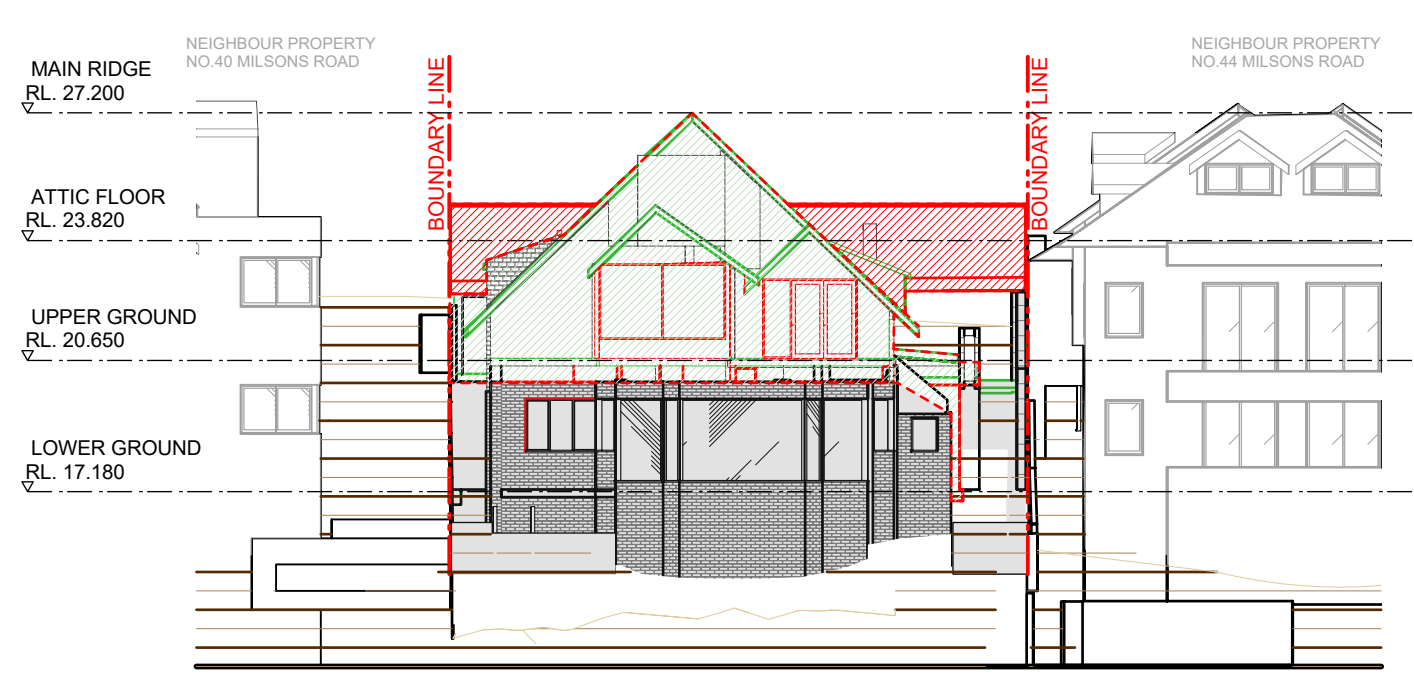 NEIGHBOUR PROPERTY
NO.40 MILSONS ROAD
NEIGHBOUR PROPERTY
NO.44 MILSONS ROAD
MAIN RIDGE
RL. 27.200
BOUNDARY LINE
BOUNDARY LINE
ATTIC FLOOR
RL. 23.820
UPPER GROUND
RL. 20.650
LOWER GROUND
RL. 17.180